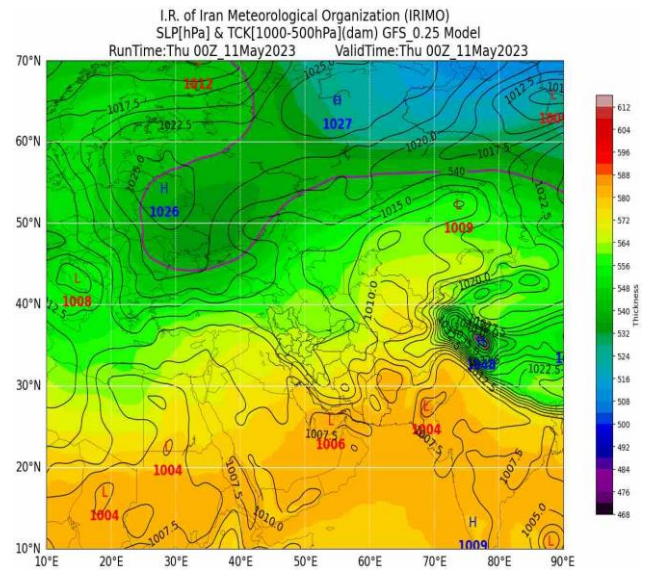 I.R. of Iran Meteorological Organization (IRIMO)
SLP[hPa] & TCK[1000-500hPa](dam) GFS_0.25 Model
RunTime:Thu 00Z_11May2023 ValidTime:Thu 00Z_11May2023
70°N
60°N
50°N
40°N
30°N
20°N
10°N
10°E 20°E 30°E 40°E 50°E 60°E 70°E 80°E 90°E
1012
1025.0
1012.5
1017.5
H
1027
1022.5
1020.0
1017.5
L
1025.0
H
1026
540
1015.0
L
1009
1022.5
L
1008
1020.0
1010.0
H
1048
1022.5
L
1004
L
1007.5
1006
1007.5
L
1004
1007.5
L
1004
1007.5
1007.5
1010.0
H
1009
1005.0
L
612
604
596
588
580
572
564
556
548
540
532
524
516
508
500
492
484
476
468
Thickness